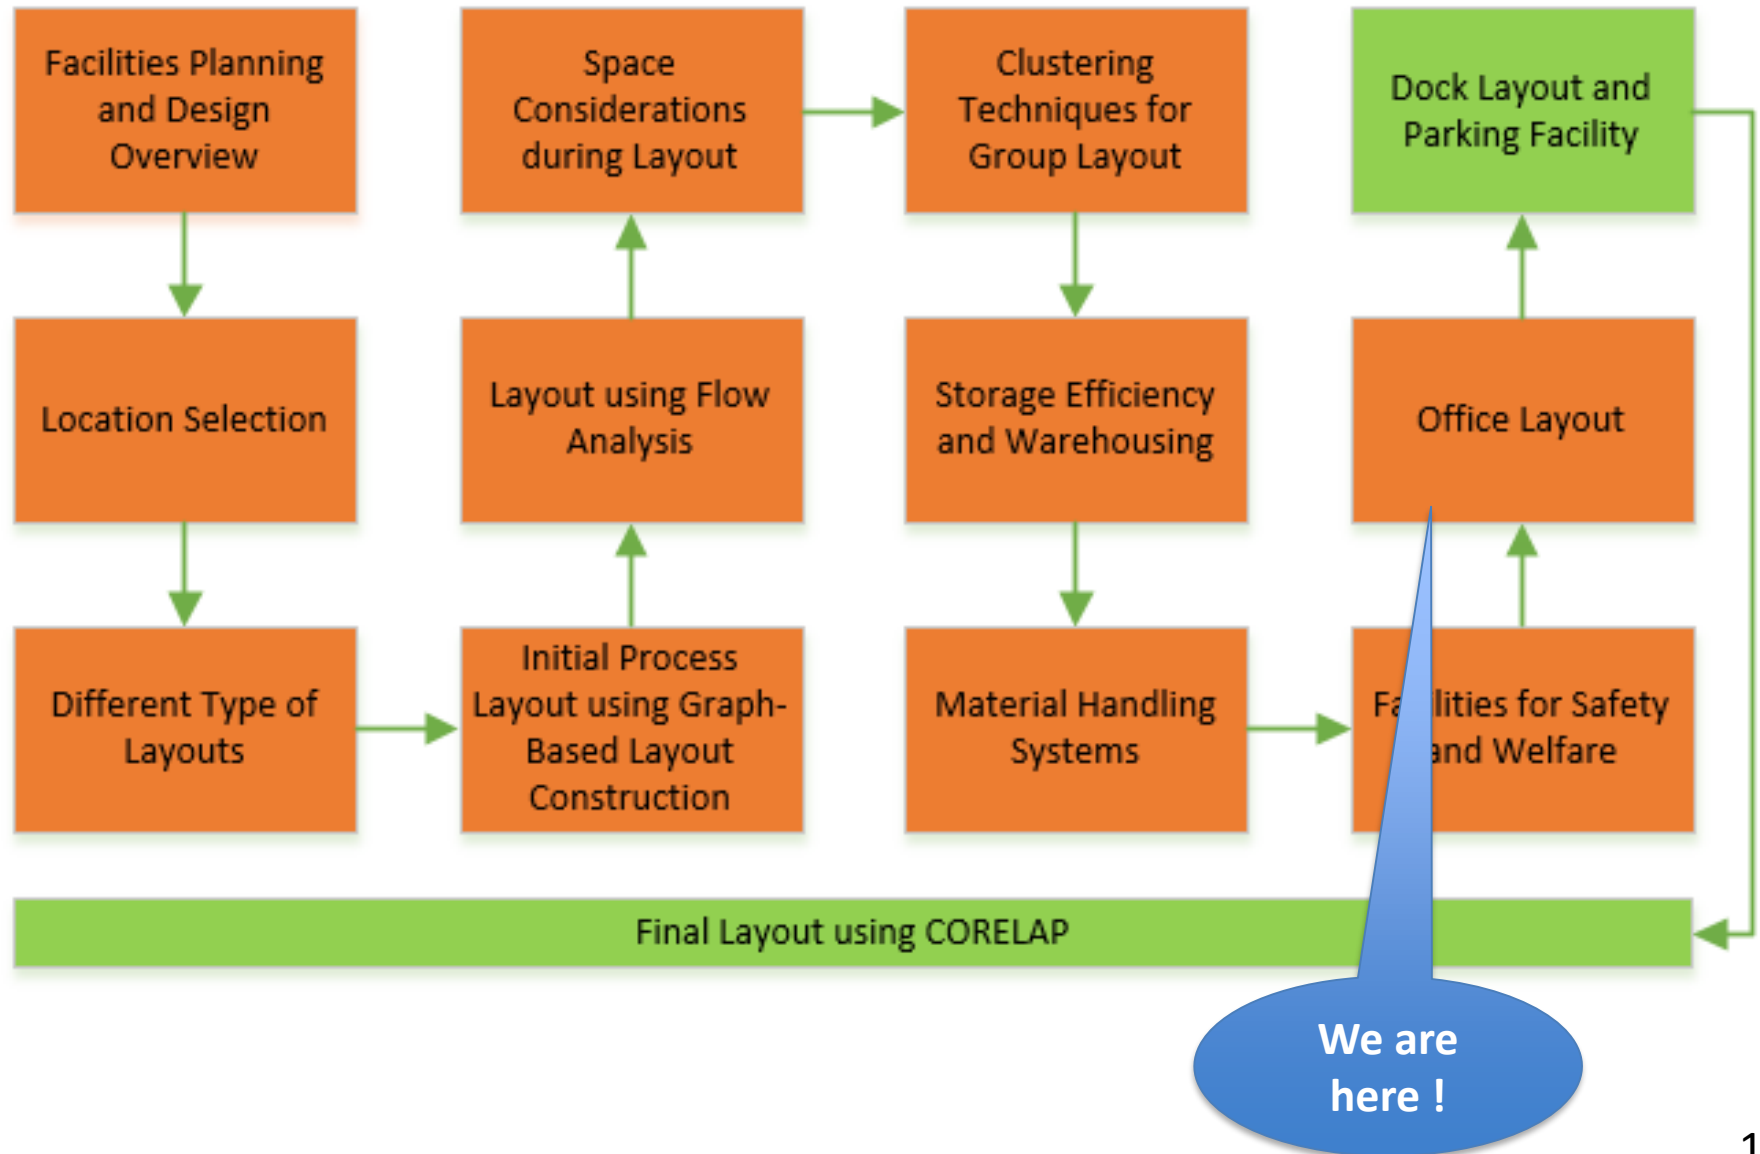 Facilities Planning
and Design
Overview
Location Selection
Different Type of
Layouts
Initial Process
Layout using Graph-
Based Layout
Construction
Layout using Flow
Analysis
Space
Considerations
during Layout
Clustering
Techniques for
Group Layout
Storage Efficiency
and Warehousing
Material Handling
Systems
Facilities for Safety
and Welfare
Office Layout
Dock Layout and
Parking Facility
Final Layout using CORELAP
We are
here !
1